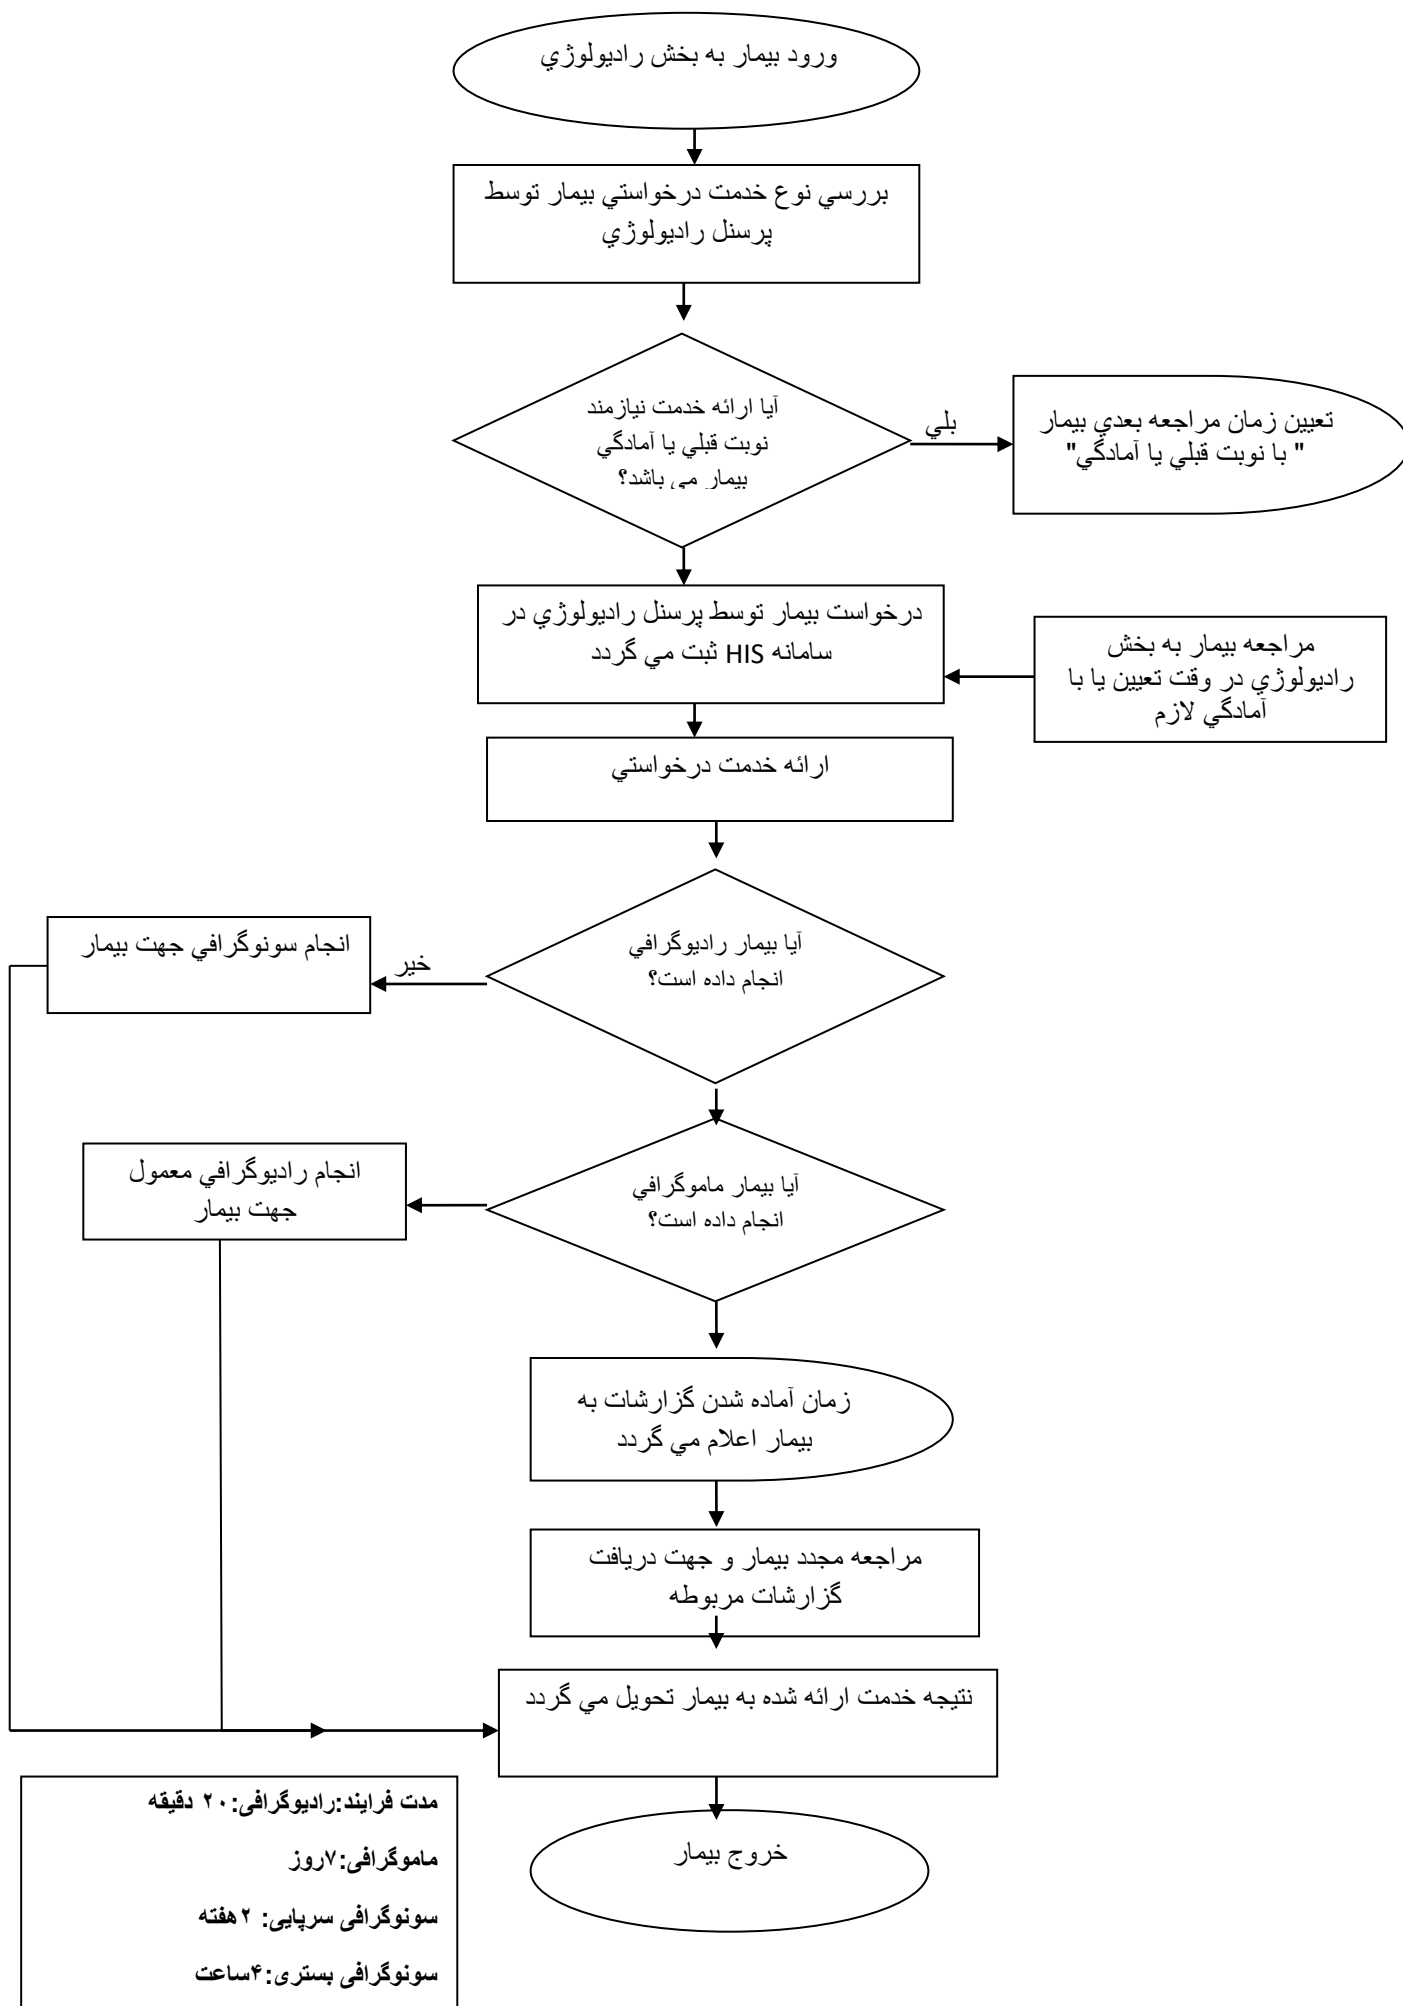 ورود بيمار به بخش راديولوژي
بررسي نوع خدمت درخواستي بيمار توسط
پرسنل راديولوژي
آيا ارائه خدمت نيازمند
نوبت قبلي يا آمادگي
بيمار مي باشد؟
بلي
تعيين زمان مراجعه بعدي بيمار
" با نوبت قبلي يا آمادگي"
درخواست بيمار توسط پرسنل راديولوژي در
سامانه HIS ثبت مي گردد
مراجعه بيمار به بخش
راديولوژي در وقت تعيين يا با
آمادگي لازم
ارائه خدمت درخواستي
آيا بيمار راديوگرافي
انجام داده است؟
خير
انجام سونوگرافي جهت بيمار
آيا بيمار ماموگرافي
انجام داده است؟
انجام راديوگرافي معمول
جهت بيمار
زمان آماده شدن گزارشات به
بيمار اعلام مي گردد
مراجعه مجدد بيمار و جهت دريافت
گزارشات مربوطه
نتيجه خدمت ارائه شده به بيمار تحويل مي گردد
خروج بيمار
مدت فرایند:رادیوگرافی:۲۰ دقیقه
ماموگرافی:۷روز
سونوگرافی سرپایی: ۲هفته
سونوگرافی بستری:۴ساعت